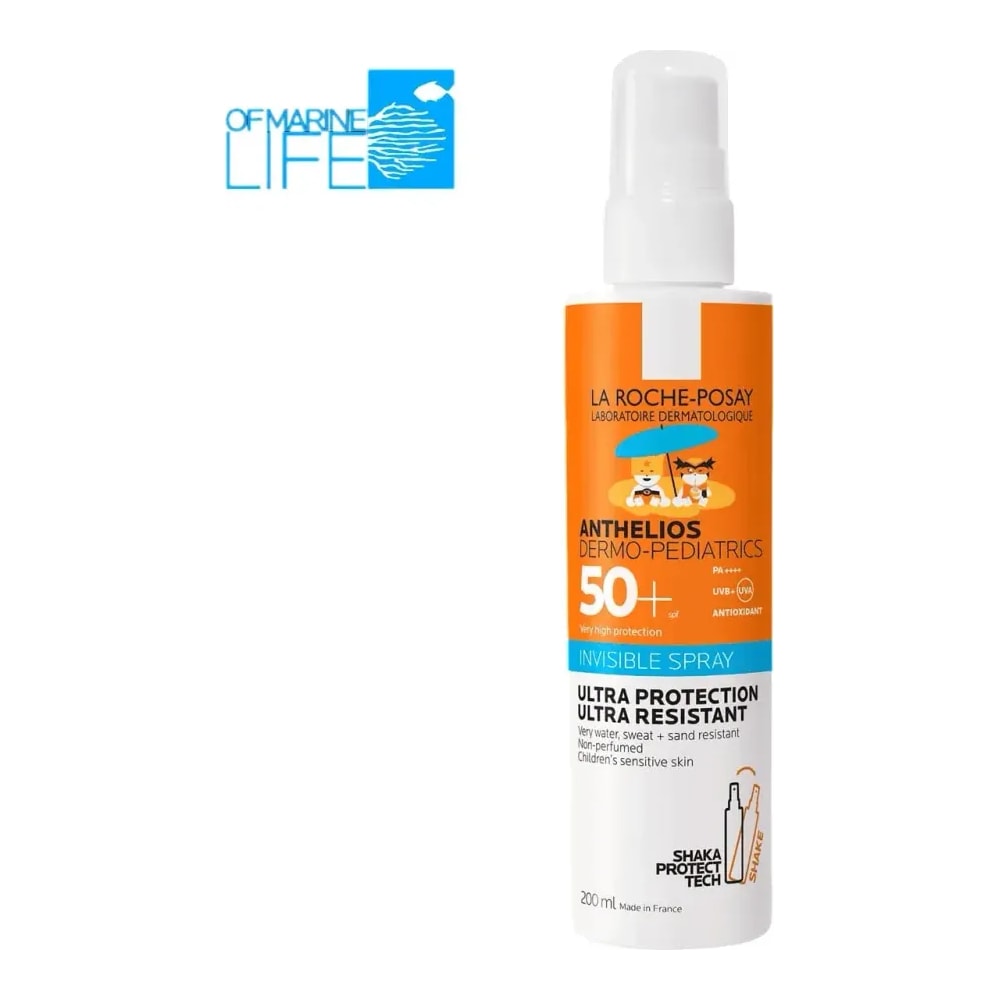 OF MARINE
LIFE
LA ROCHE-POSAY
LABORATOIRE DERMATOLOGIQUE
ANTHELIOS
DERMO-PEDIATRICS
50+
spf
PA ++++
UVB+ UVA
ANTIOXIDANT
Very high protection
INVISIBLE SPRAY
ULTRA PROTECTION
ULTRA RESISTANT
Very water, sweat + sand resistant
Non-perfumed
Children's sensitive skin
SHAKA
PROTECT
TECH
SHAKE
200 ml Made in France